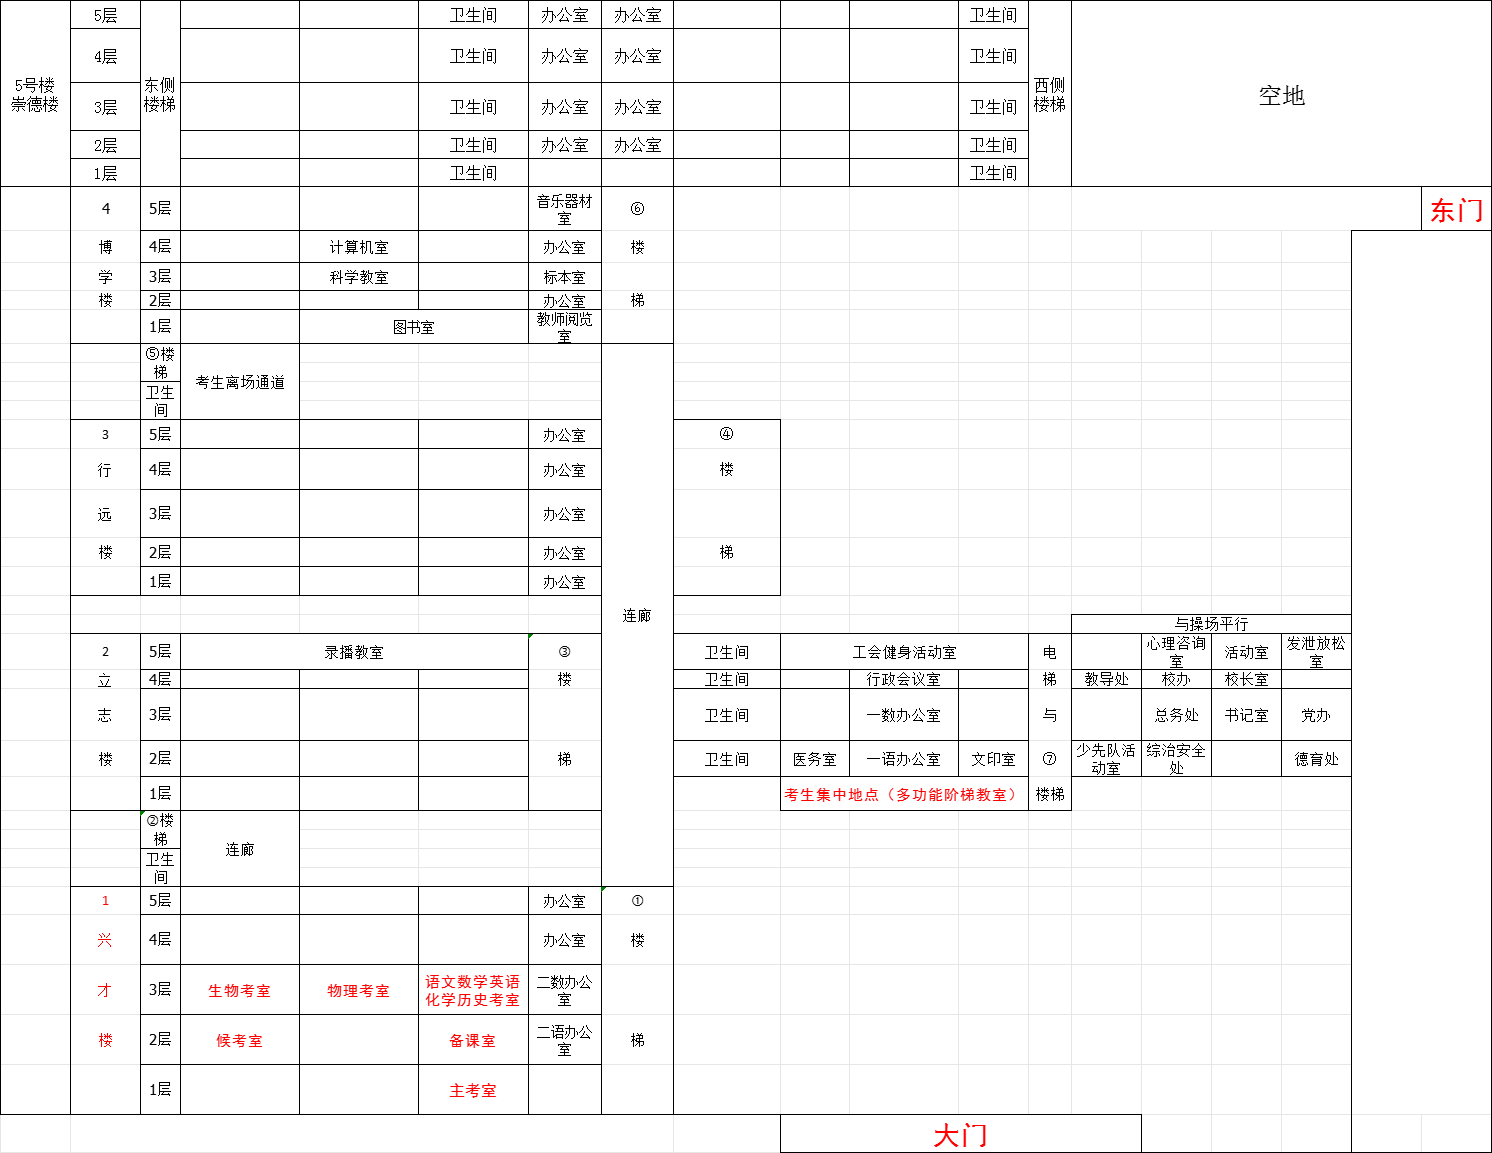 5号楼
崇德楼
东侧
楼梯
西侧
楼梯
空地
5层 卫生间 办公室 办公室 卫生间
4层 卫生间 办公室 办公室 卫生间
3层 卫生间 办公室 办公室 卫生间
2层 卫生间 办公室 办公室 卫生间
1层 卫生间 卫生间
东门
4 5层 音乐器材
室 ⑥
博 4层 计算机室 办公室 楼
学 3层 科学教室 标本室
楼 2层 办公室 梯
1层 图书室 教师阅览
室
⑤楼
梯
卫生
间
考生离场通道
3 5层 办公室 ④
行 4层 办公室 楼
远 3层 办公室
楼 2层 办公室 梯
1层 办公室
连廊
与操场平行
2 5层 录播教室 ③ 卫生间 工会健身活动室 电 心理咨询
室 活动室 发泄放松
室
立 4层 楼 卫生间 行政会议室 梯 教导处 校办 校长室
志 3层 卫生间 一数办公室 与 总务处 书记室 党办
楼 2层 梯 卫生间 医务室 一语办公室 文印室 ⑦ 少先队活
动室 综治安全
处 德育处
1层 考生集中地点（多功能阶梯教室） 楼梯
②楼
梯
卫生
间
连廊
1 5层 办公室 ①
兴 4层 办公室 楼
才 3层 生物考室 物理考室 语文数学英语
化学历史考室 二数办公
室
楼 2层 候考室 备课室 二语办公
室 梯
1层 主考室
大门